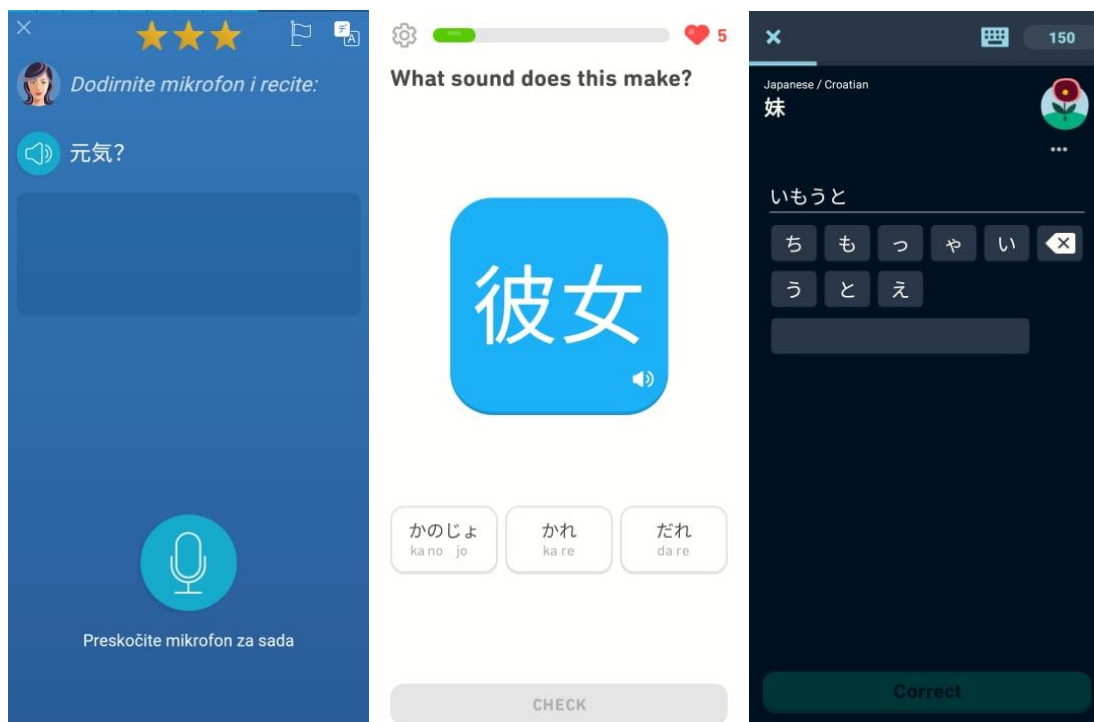 Dodirnite mikrofon i recite:
元気?
Preskočite mikrofon za sada
5
What sound does this make?
彼女
かのじょ
ka no jo
かれ
ka re
だれ
da re
CHECK
150
Japanese / Croatian
妹
いもうと
ち も っ ゃ い
う と え
Correct